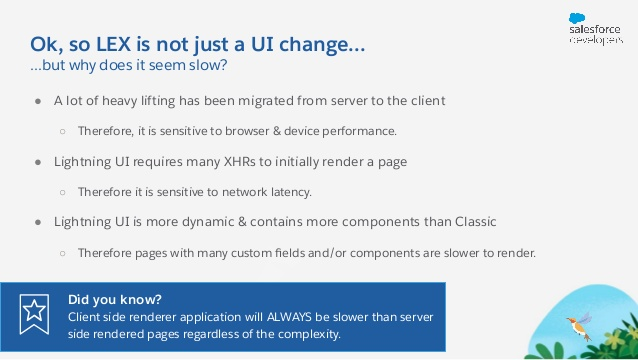 salesforce
developers
Ok, so LEX is not just a UI change...
...but why does it seem slow?
● A lot of heavy lifting has been migrated from server to the client
○ Therefore, it is sensitive to browser & device performance.
● Lightning UI requires many XHRs to initially render a page
○ Therefore it is sensitive to network latency.
● Lightning UI is more dynamic & contains more components than Classic
○ Therefore pages with many custom fields and/or components are slower to render.
Did you know?
Client side renderer application will ALWAYS be slower than server
side rendered pages regardless of the complexity.